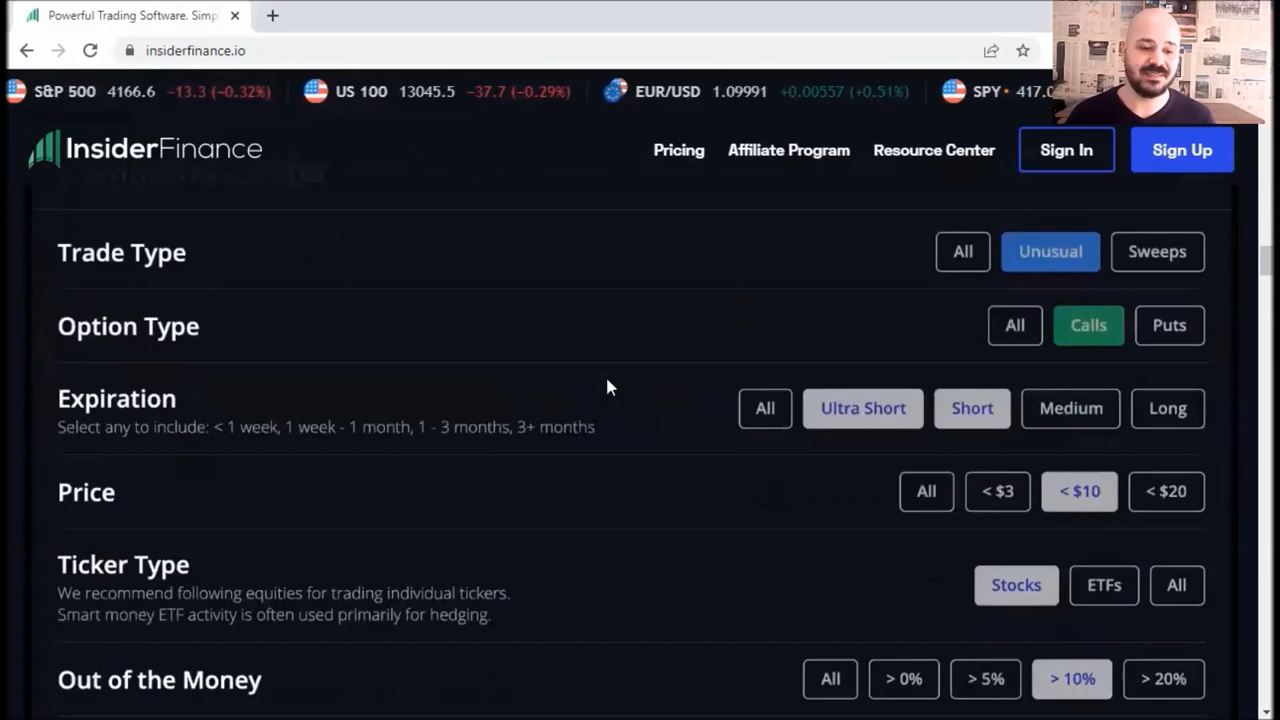 Powerful Trading Software. Simp
insiderfinance.io
S&P 500 4166.6 −13.3 (−0.32%) US 100 13045.5 −37.7 (−0.29%) EUR/USD 1.09991 +0.00557 (+0.51%) SPY 417.0
InsiderFinance Pricing Affiliate Program Resource Center Sign In Sign Up
Trade Type All Unusual Sweeps
Option Type All Calls Puts
Expiration All Ultra Short Short Medium Long
Select any to include: < 1 week, 1 week - 1 month, 1 - 3 months, 3+ months
Price All < $3 < $10 < $20
Ticker Type Stocks ETFs All
We recommend following equities for trading individual tickers.
Smart money ETF activity is often used primarily for hedging.
Out of the Money All > 0% > 5% > 10% > 20%